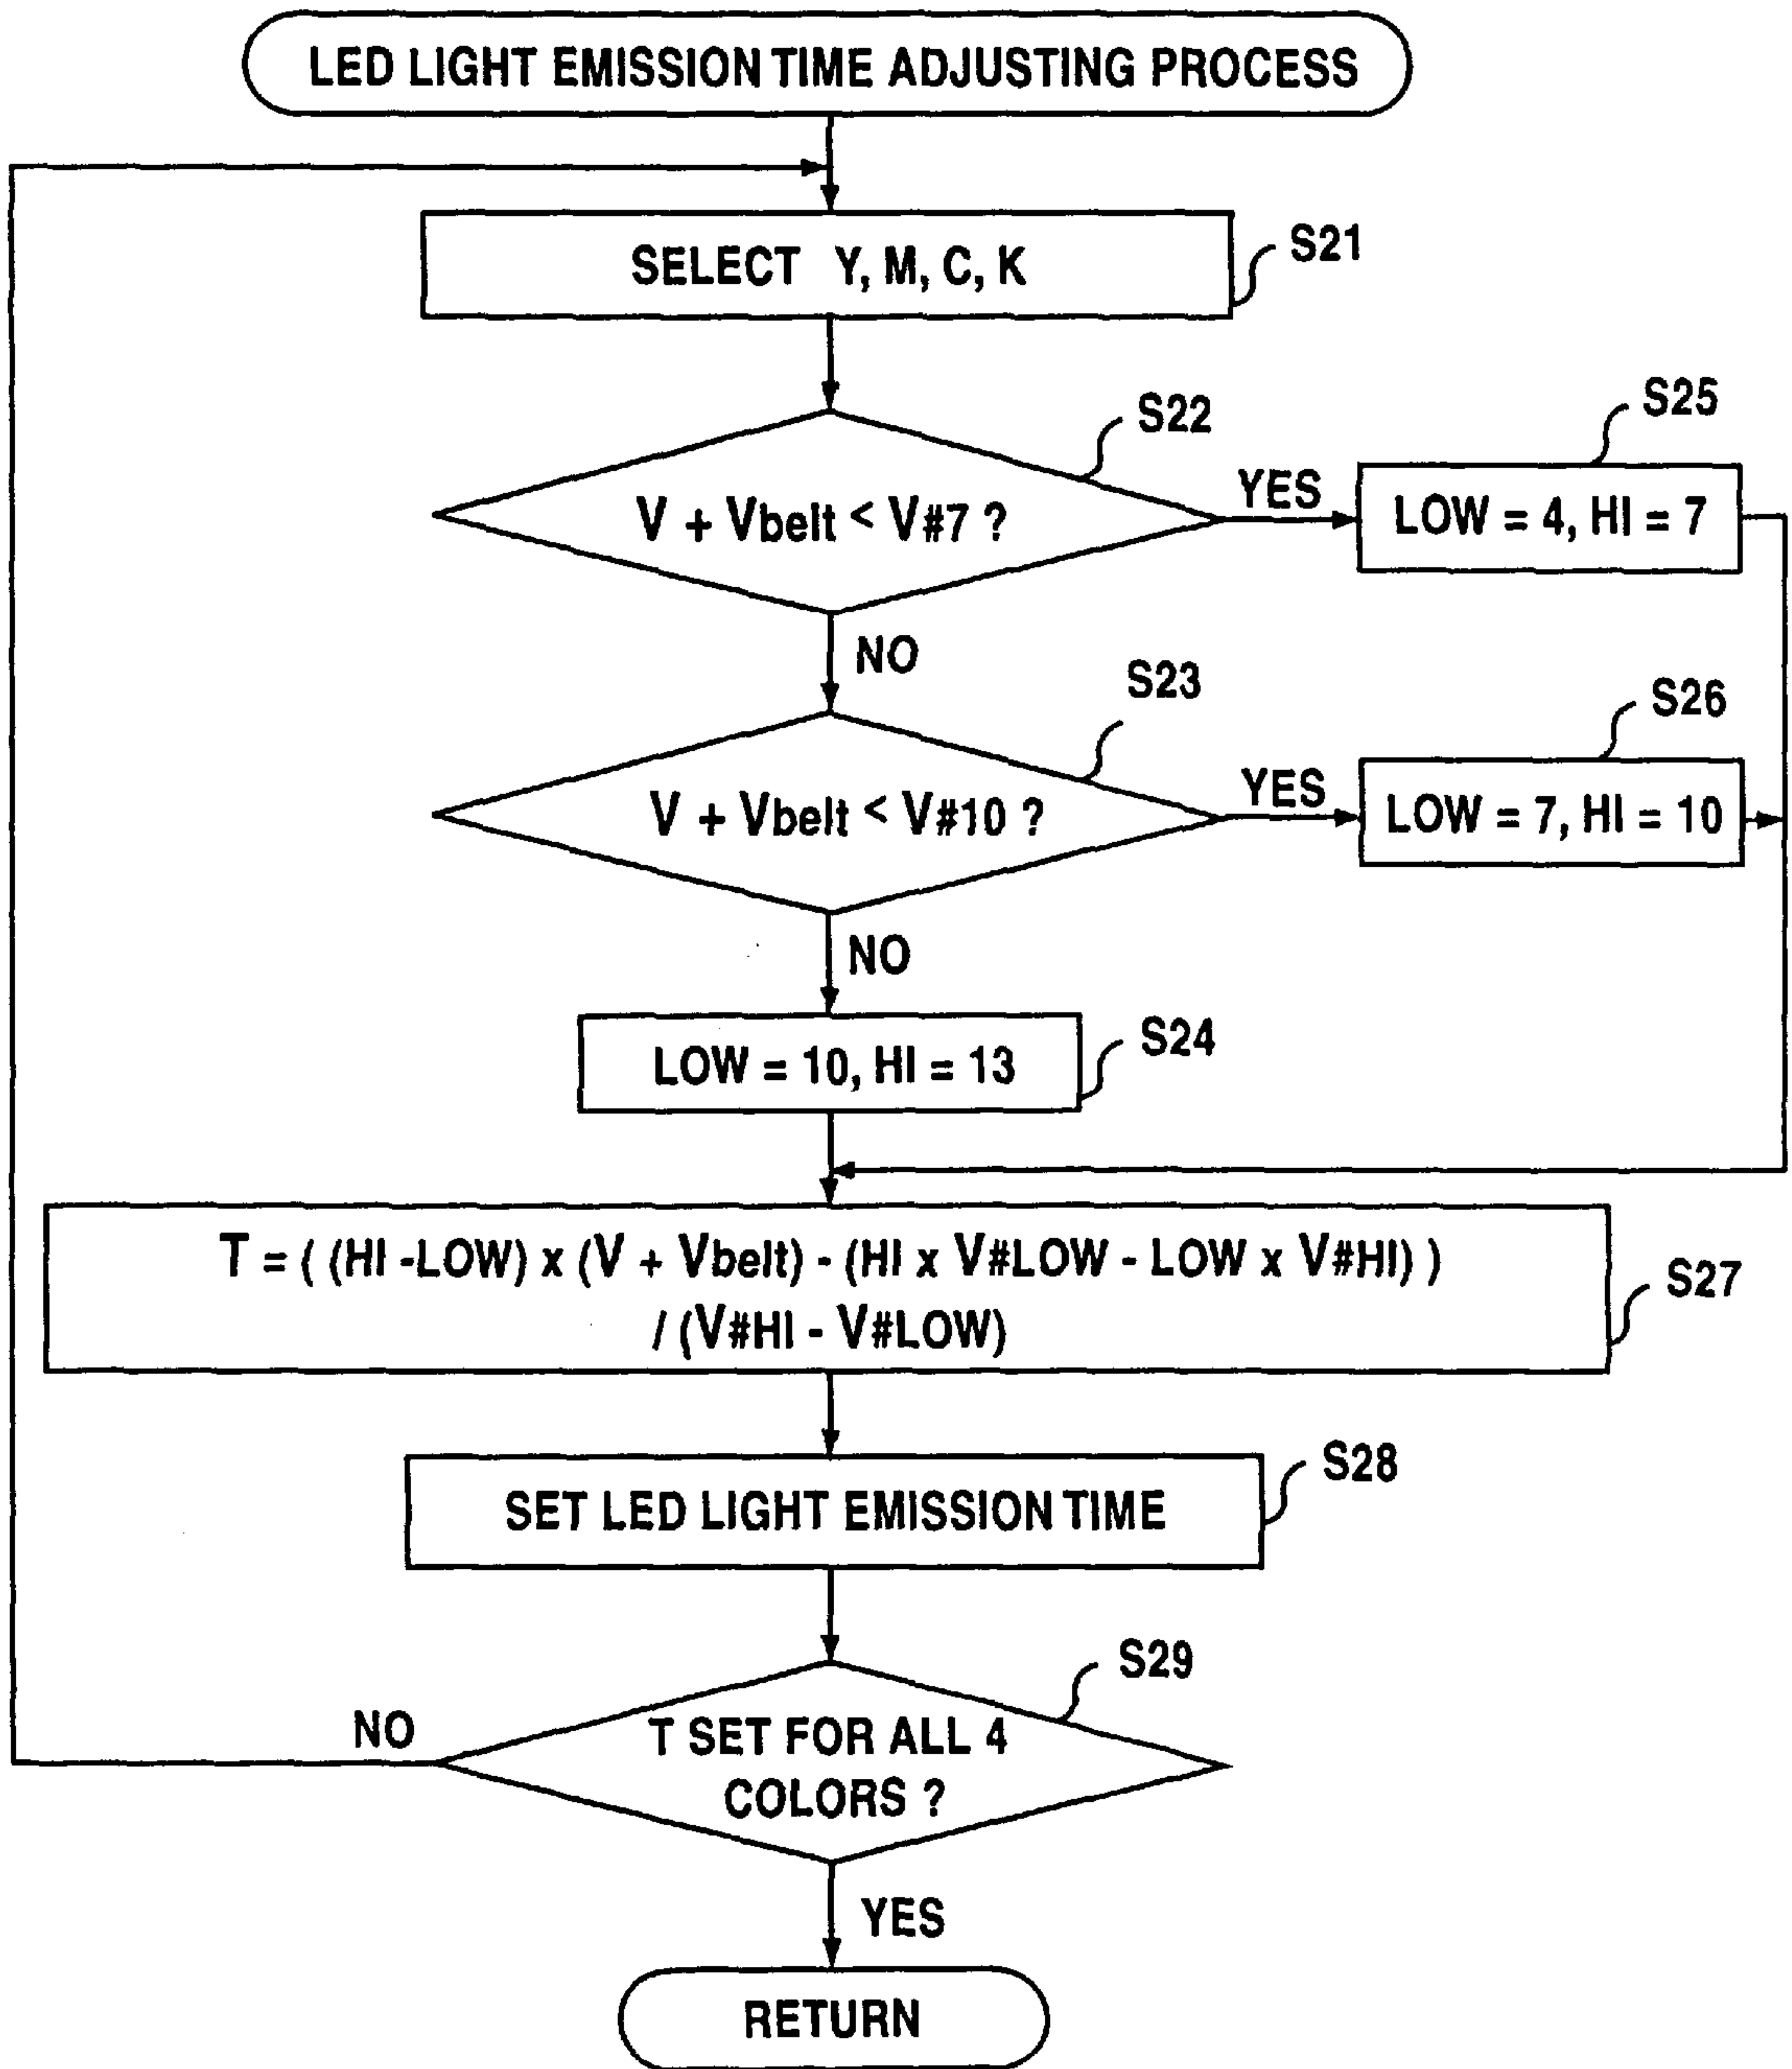 LED LIGHT EMISSION TIME ADJUSTING PROCESS
SELECT Y, M, C, K
S21
S22
V + Vbelt < V#7 ?
YES
S25
LOW = 4, HI = 7
NO
S23
V + Vbelt < V#10 ?
YES
S26
LOW = 7, HI = 10
NO
LOW = 10, HI = 13
S24
T = ( (HI -LOW) x (V + Vbelt) - (HI x V#LOW - LOW x V#HI) )
/ (V#HI - V#LOW)
S27
SET LED LIGHT EMISSION TIME
S28
S29
T SET FOR ALL 4
COLORS ?
NO
YES
RETURN